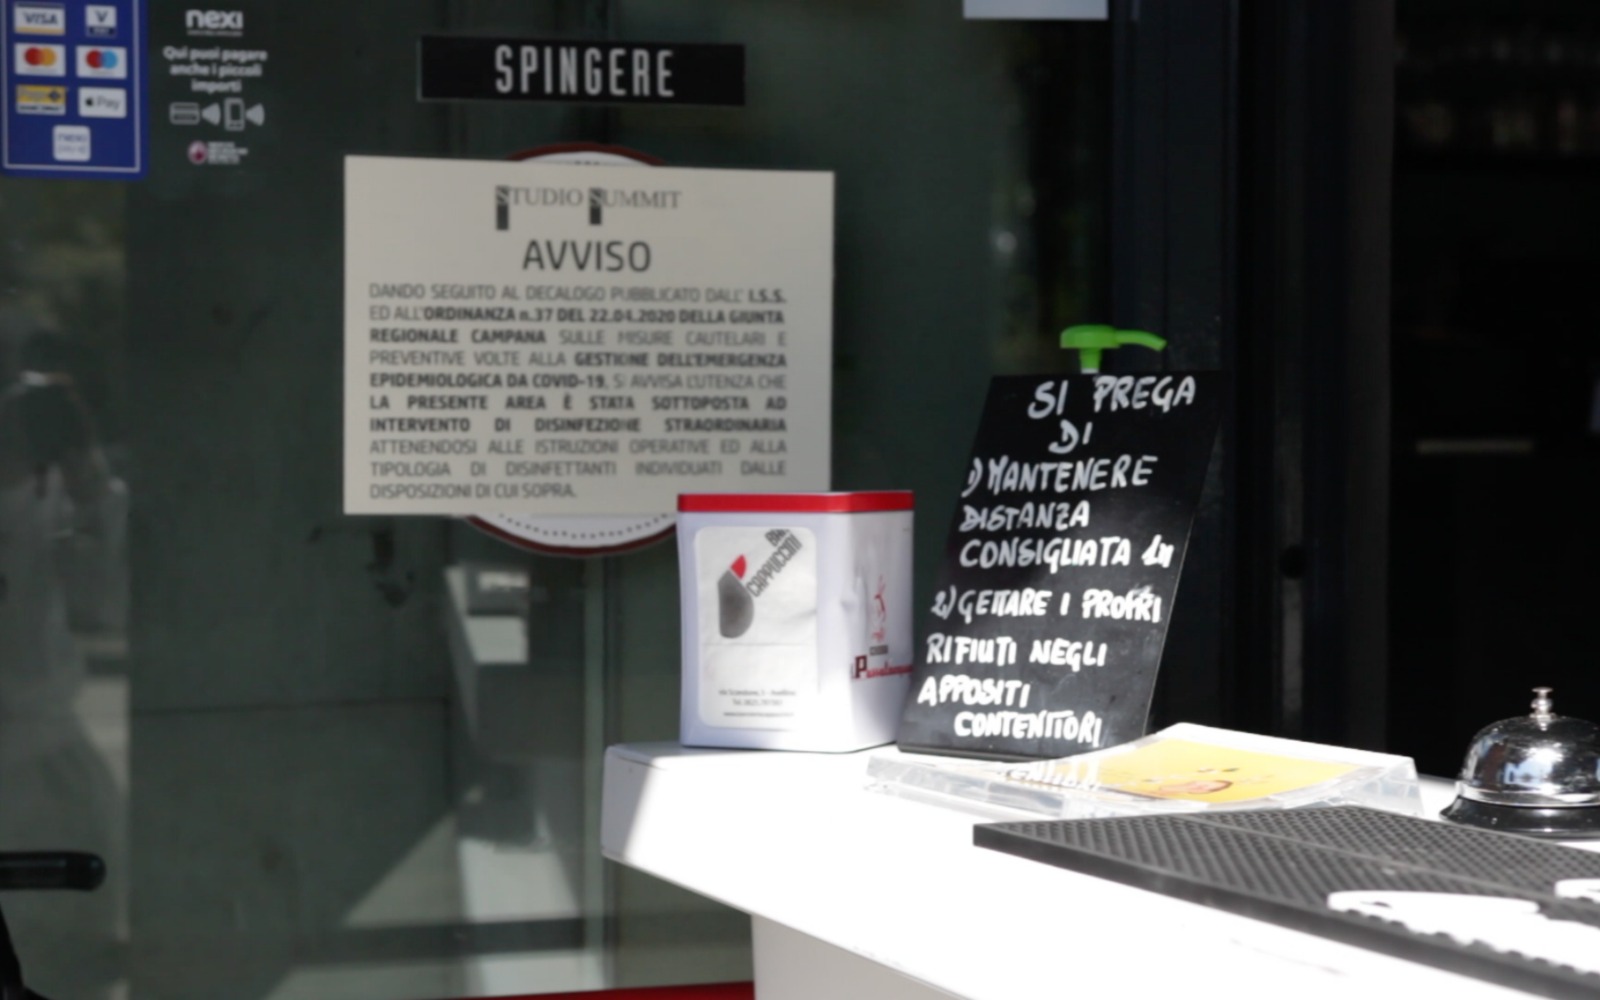 VISA
V
Pay
nexi
Qui puoi pagare
anche i piccoli
importi
SPINGERE
STUDIO SUMMIT
AVVISO
DANDO SEGUITO AL DECALOGO PUBBLICATO DALL' I.S.S.
ED ALL'ORDINANZA n.37 DEL 22.04.2020 DELLA GIUNTA
REGIONALE CAMPANA SULLE MISURE CAUTELARI E
PREVENTIVE VOLTE ALLA GESTIONE DELL'EMERGENZA
EPIDEMIOLOGICA DA COVID-19, SI AVVISA L'UTENZA CHE
LA PRESENTE AREA È STATA SOTTOPOSTA AD
INTERVENTO DI DISINFEZIONE STRAORDINARIA
ATTENENDOSI ALLE ISTRUZIONI OPERATIVE ED ALLA
TIPOLOGIA DI DISINFETTANTI INDIVIDUATI DALLE
DISPOSIZIONI DI CUI SOPRA.
BAR
CAPPUCCINI
SI PREGA
DI
1) MANTENERE
DISTANZA
CONSIGLIATA 1M
2) GETTARE I PROPRI
RIFIUTI NEGLI
APPOSITI
CONTENITORI